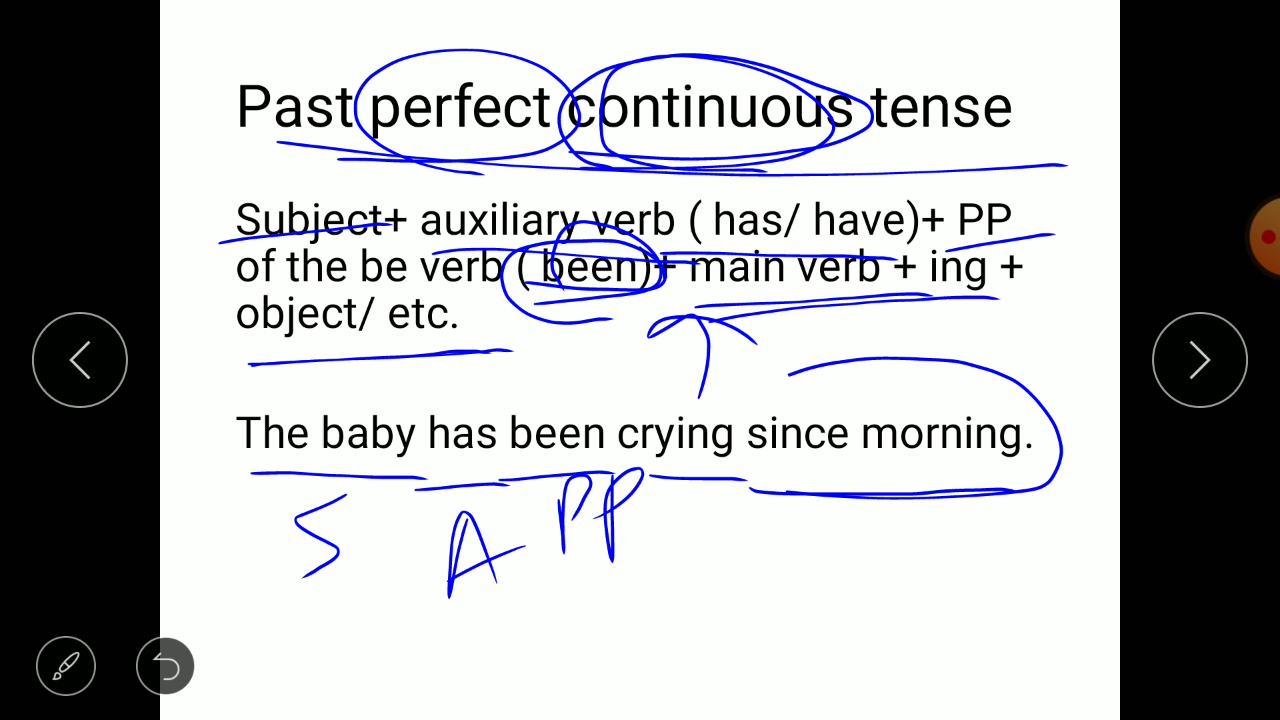 Past perfect continuous tense
Subject+ auxiliary verb ( has/ have)+ PP
of the be verb ( been)+ main verb + ing +
object/ etc.
The baby has been crying since morning.
S A PP